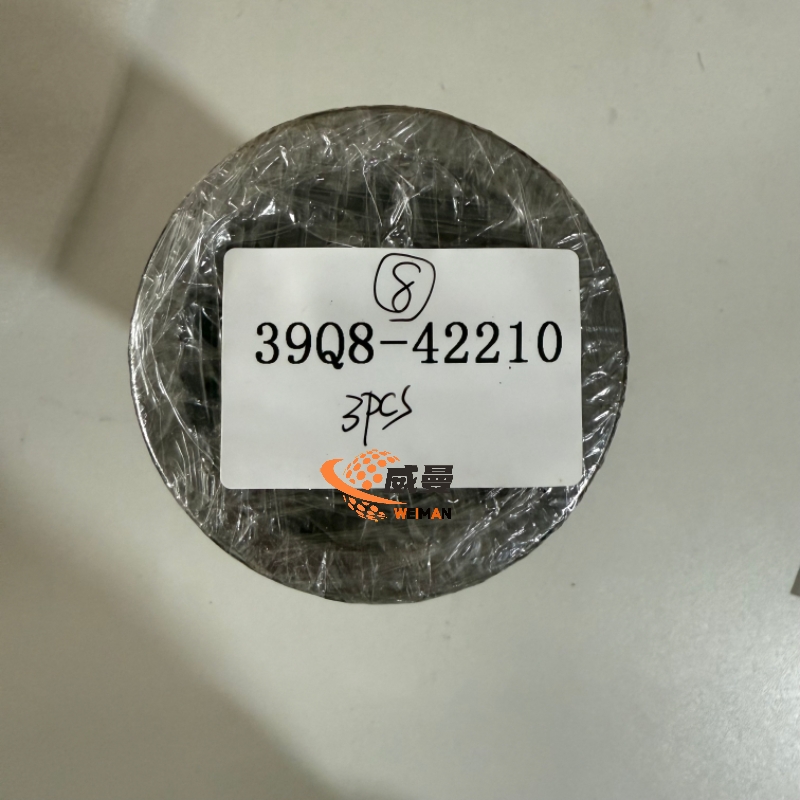 ⑧
39Q8-42210
3pcs
威曼
WEIMAN